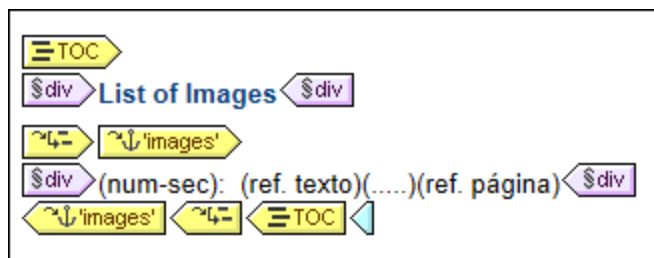 TOC
§div List of Images §div
'images'
§div (num-sec): (ref. texto)(.....)(ref. página) §div
'images' TOC